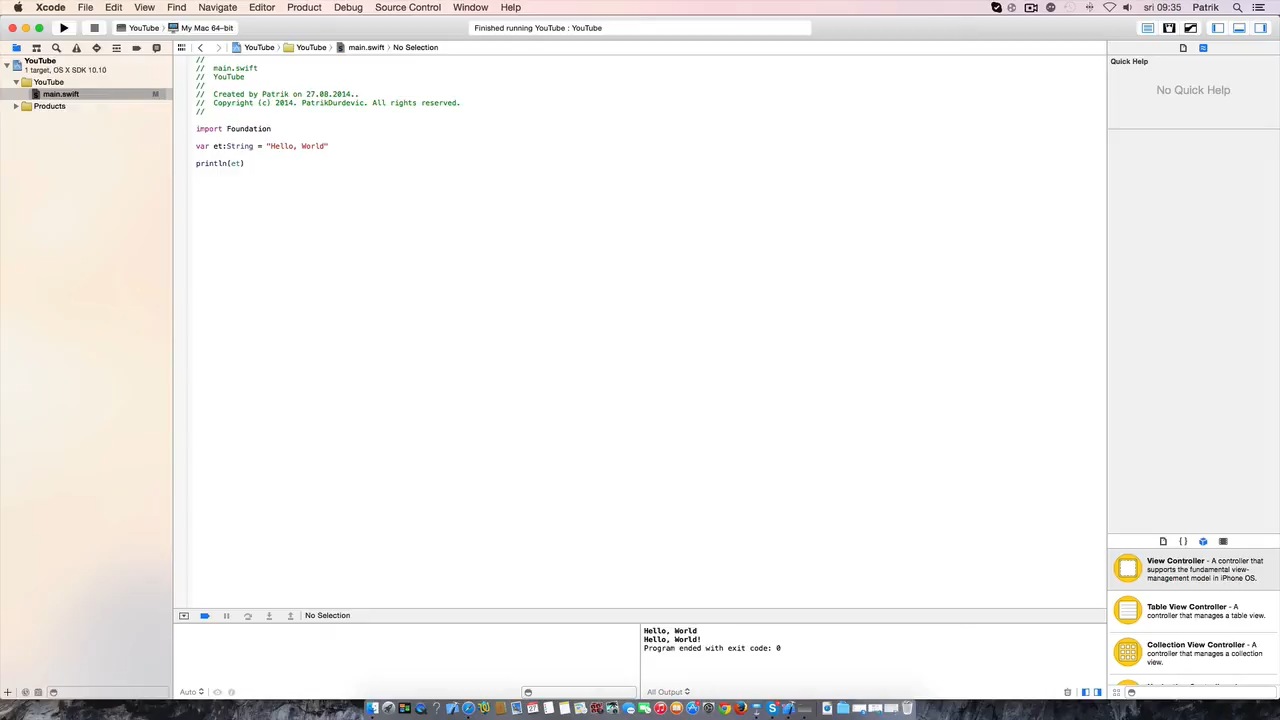 Xcode File Edit View Find Navigate Editor Product Debug Source Control Window Help sri 09:35 Patrik
YouTube My Mac 64-bit Finished running YouTube : YouTube
YouTube YouTube main.swift No Selection
YouTube
1 target, OS X SDK 10.10
YouTube
main.swift M
Products
//
// main.swift
// YouTube
//
// Created by Patrik on 27.08.2014..
// Copyright (c) 2014. PatrikDurdevic. All rights reserved.
//
import Foundation
var et:String = "Hello, World"
println(et)
Quick Help
No Quick Help
View Controller - A controller that
supports the fundamental view-
management model in iPhone OS.
Table View Controller - A
controller that manages a table view.
Collection View Controller - A
controller that manages a collection
view.
No Selection
Hello, World
Hello, World!
Program ended with exit code: 0
Auto
All Output